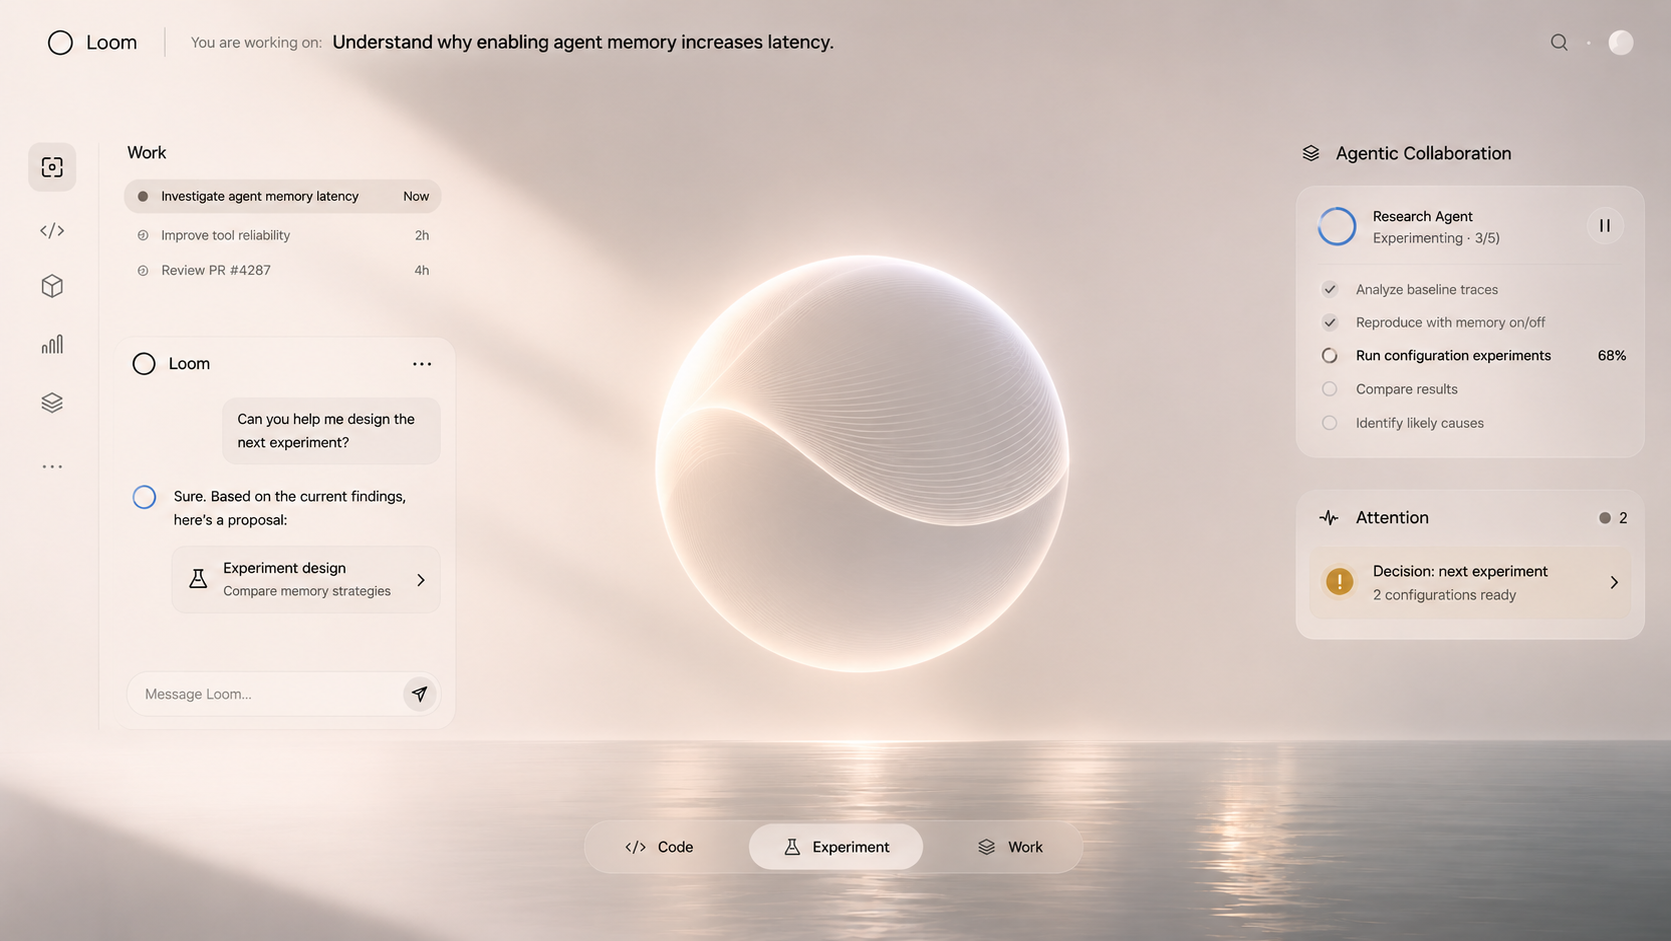 Loom
You are working on: Understand why enabling agent memory increases latency.
Work
Investigate agent memory latency Now
Improve tool reliability 2h
Review PR #4287 4h
Loom
Can you help me design the
next experiment?
Sure. Based on the current findings,
here's a proposal:
Experiment design
Compare memory strategies
Message Loom...
Agentic Collaboration
Research Agent
Experimenting · 3/5)
Analyze baseline traces
Reproduce with memory on/off
Run configuration experiments 68%
Compare results
Identify likely causes
Attention 2
Decision: next experiment
2 configurations ready
Code
Experiment
Work